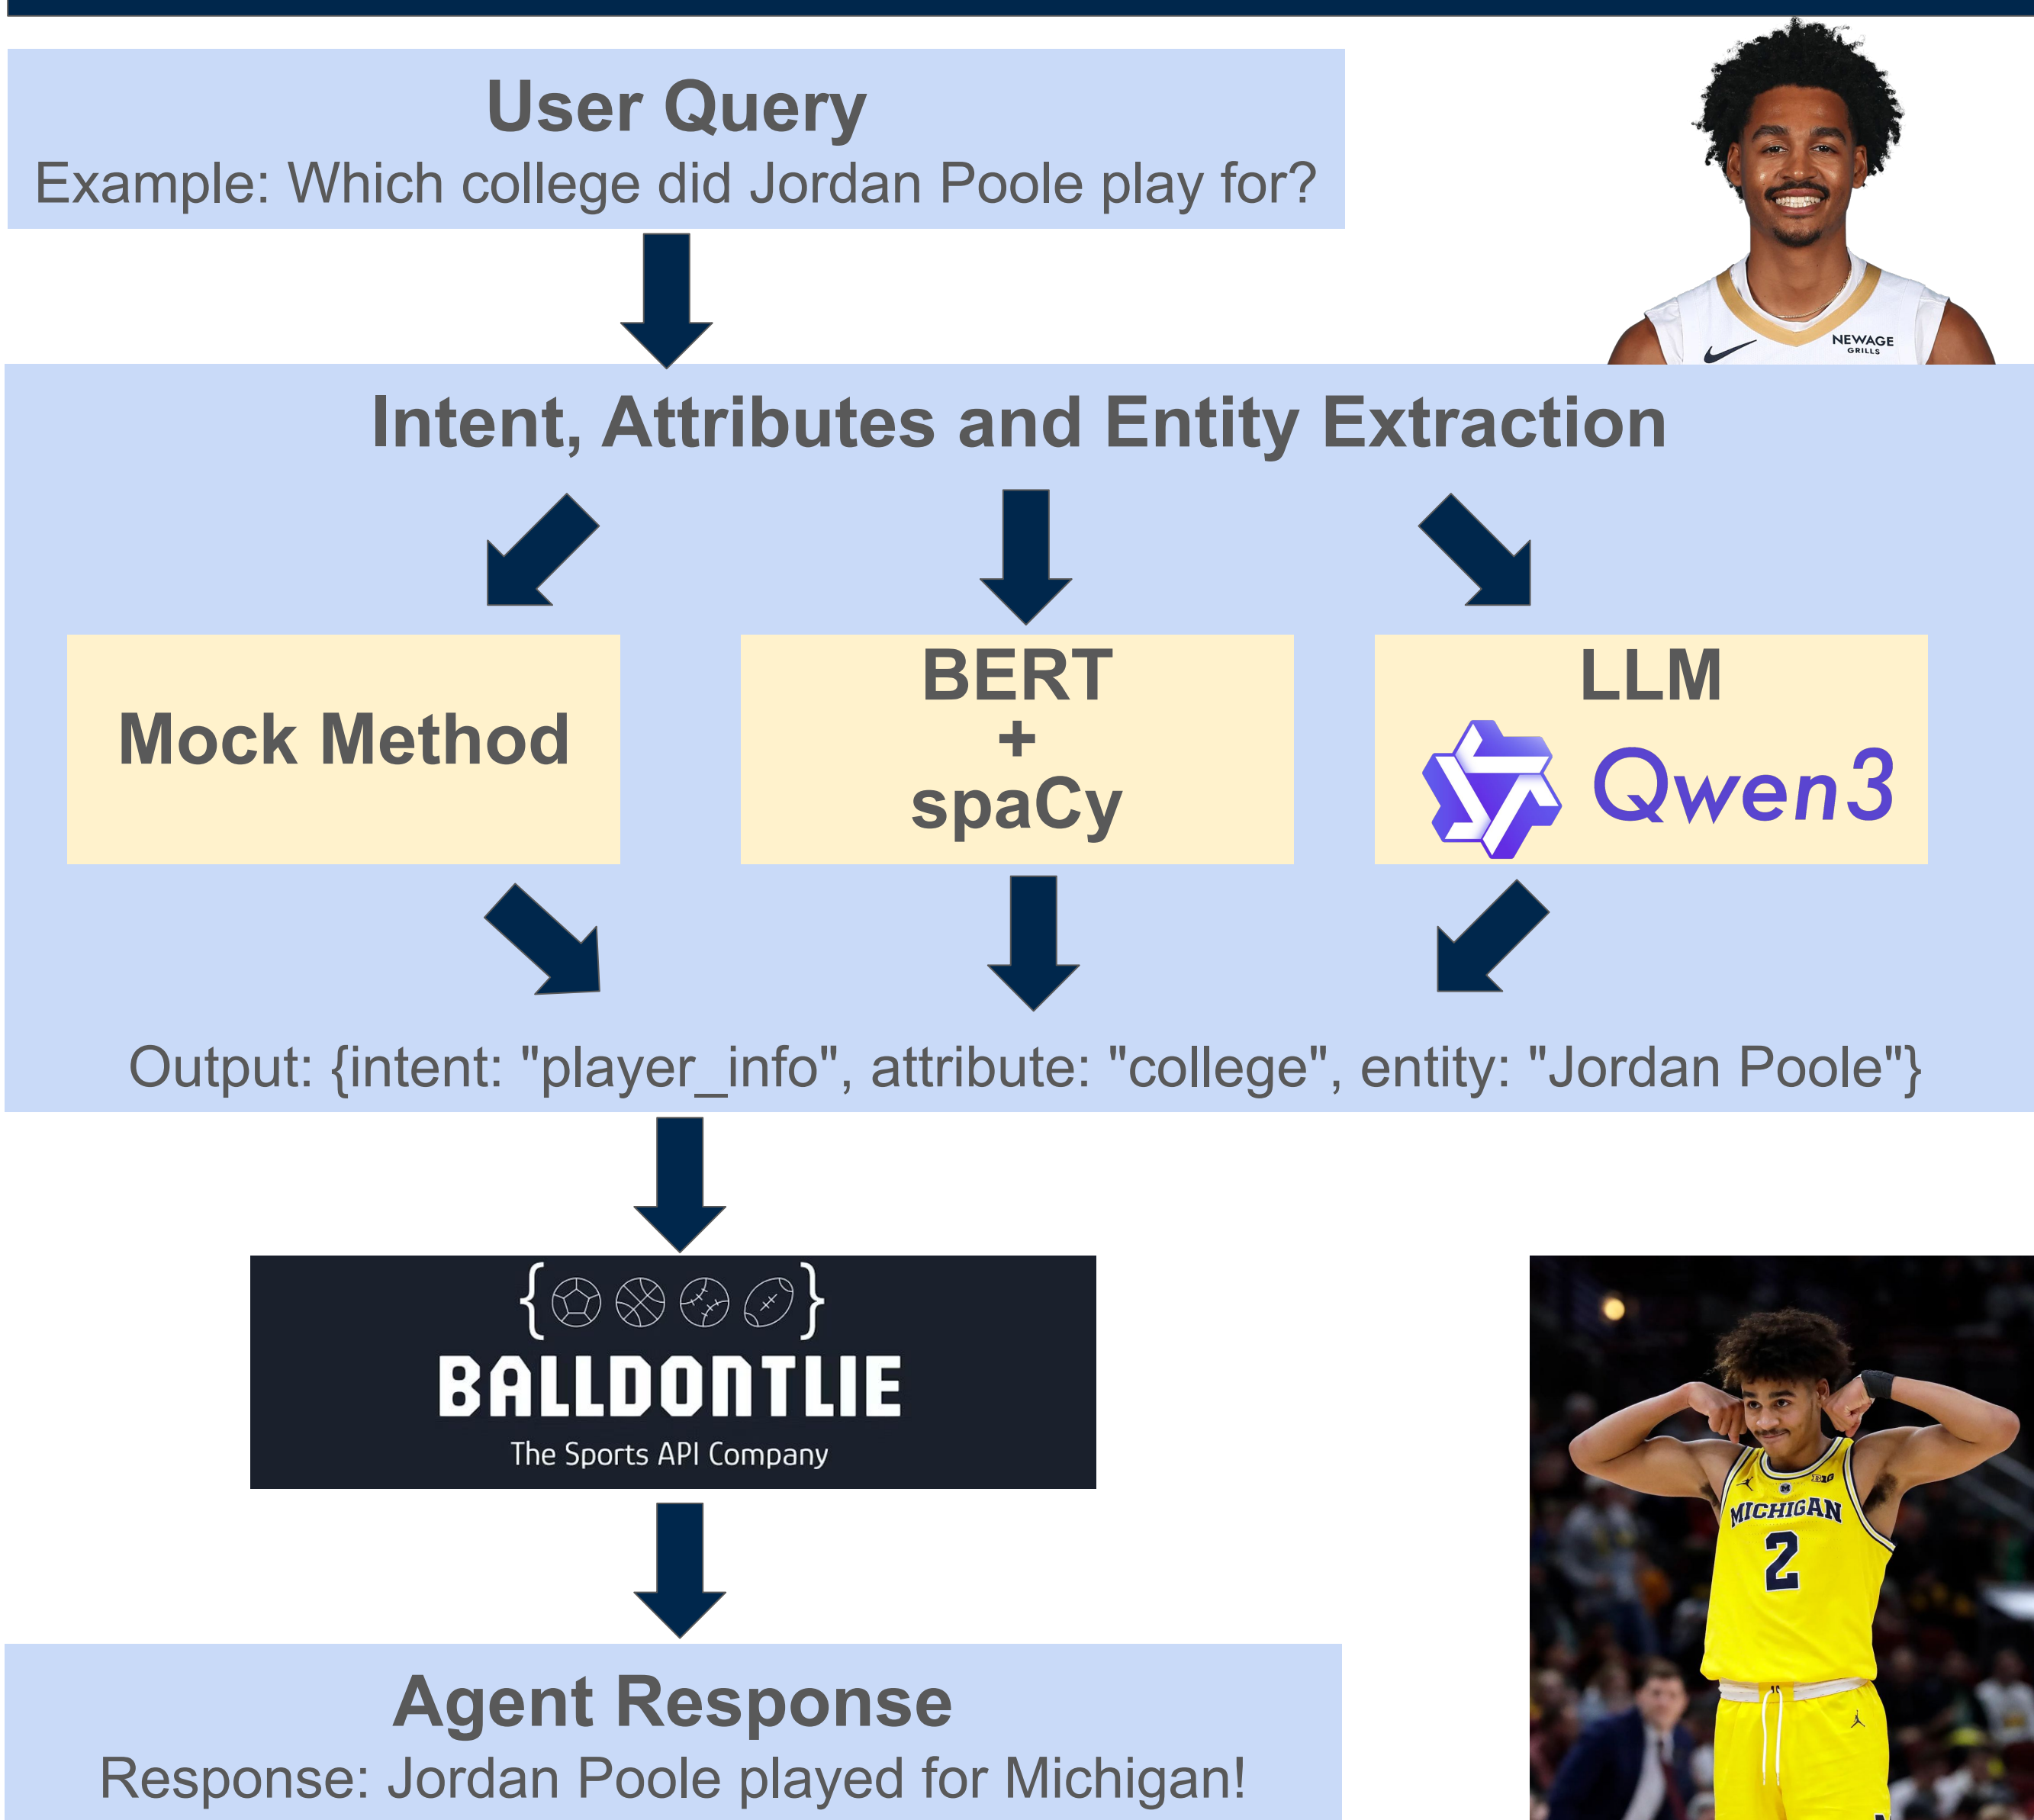 User Query
Example: Which college did Jordan Poole play for?
NEWAGE
GRILLS
Intent, Attributes and Entity Extraction
Mock Method
BERT
+
spaCy
LLM
Qwen3
Output: {intent: "player_info", attribute: "college", entity: "Jordan Poole"}
{ }
BALLDONTLIE
The Sports API Company
B1G
MICHIGAN
2
Agent Response
Response: Jordan Poole played for Michigan!